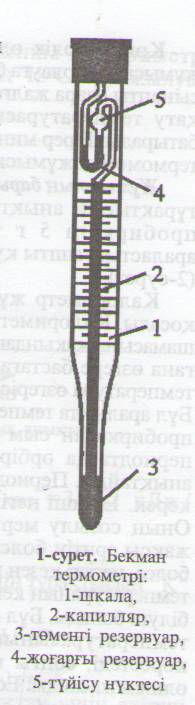 5
4
2
1
3
1-сурет. Бекман
термометрі:
1-шкала,
2-капилляр,
3-төменгі резервуар,
4-жоғарғы резервуар,
5-түйісу нүктесі